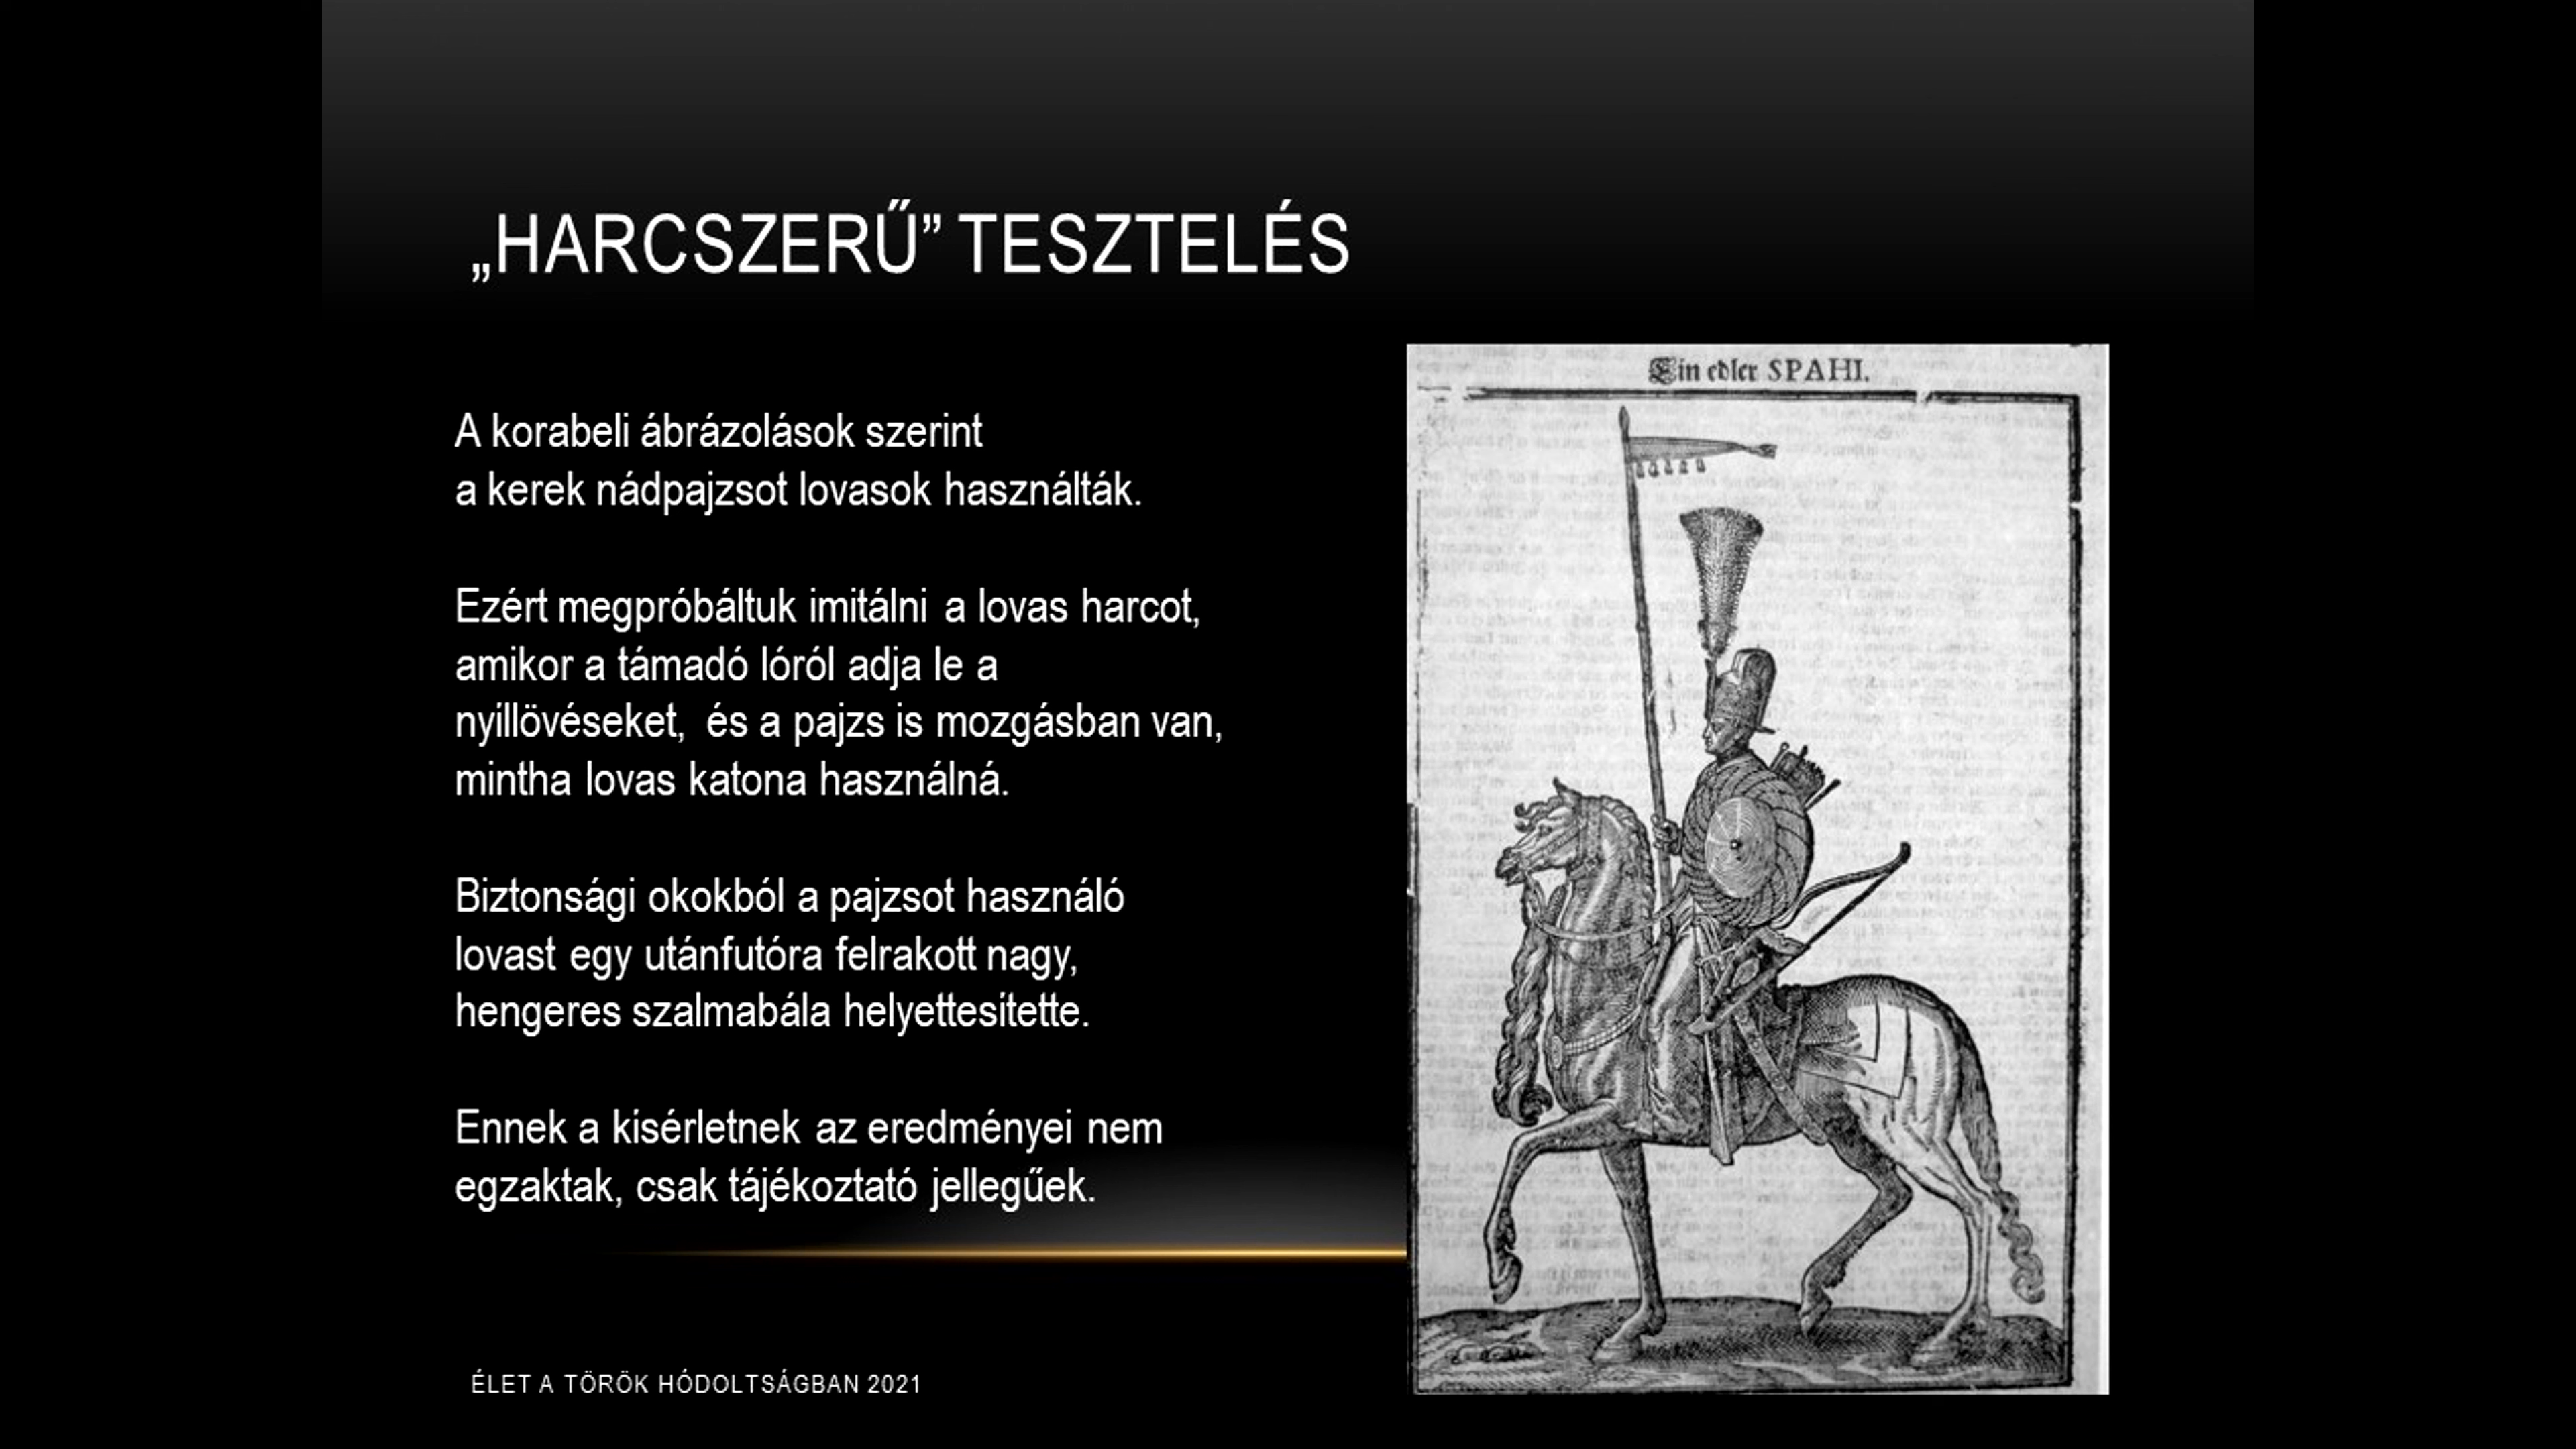 „HARCSZERŰ” TESZTELÉS
A korabeli ábrázolások szerint
a kerek nádpajzsot lovasok használták.
Ezért megpróbáltuk imitálni a lovas harcot,
amikor a támadó lóról adja le a
nyillövéseket, és a pajzs is mozgásban van,
mintha lovas katona használná.
Biztonsági okokból a pajzsot használó
lovast egy utánfutóra felrakott nagy,
hengeres szalmabála helyettesitette.
Ennek a kisérletnek az eredményei nem
egzaktak, csak tájékoztató jellegűek.
Ein edler SPAHI.
ÉLET A TÖRÖK HÓDOLTSÁGBAN 2021